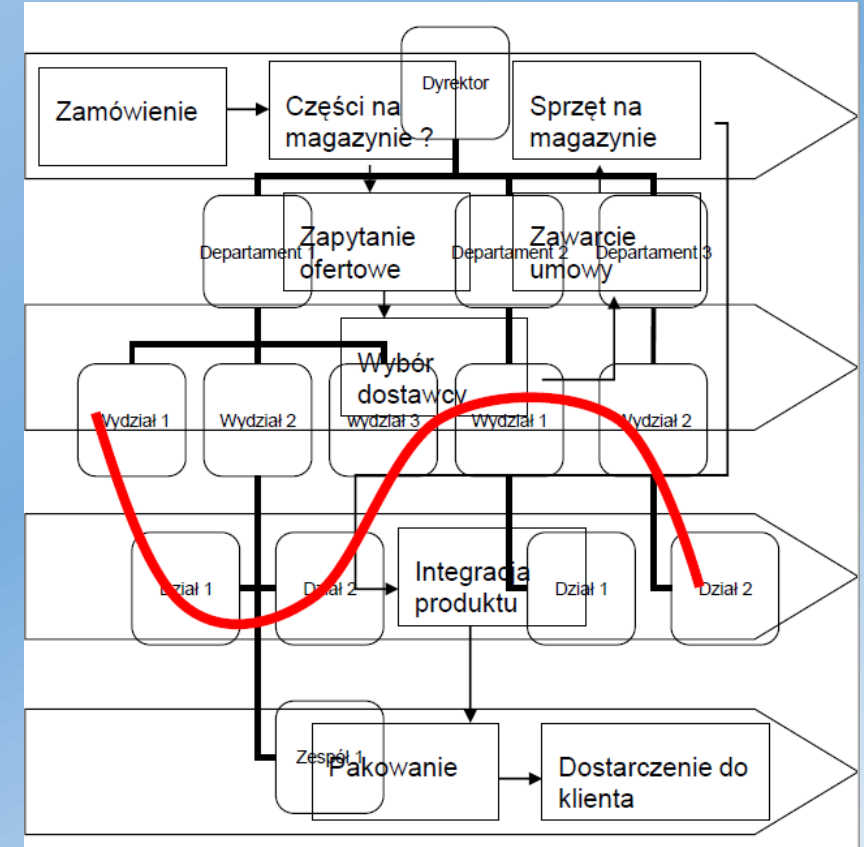 Dyrektor
Zamówienie
Części na
magazynie ?
Sprzęt na
magazynie
Departament 1
Zapytanie
ofertowe
Departament 2
Zawarcie
umowy
Departament 3
Wybór
dostawcy
Wydział 1
Wydział 2
wydział 3
Wydział 1
Wydział 2
Dział 1
Dział 2
Integracja
produktu
Dział 1
Dział 2
Zespół 1
Pakowanie
Dostarczenie do
klienta